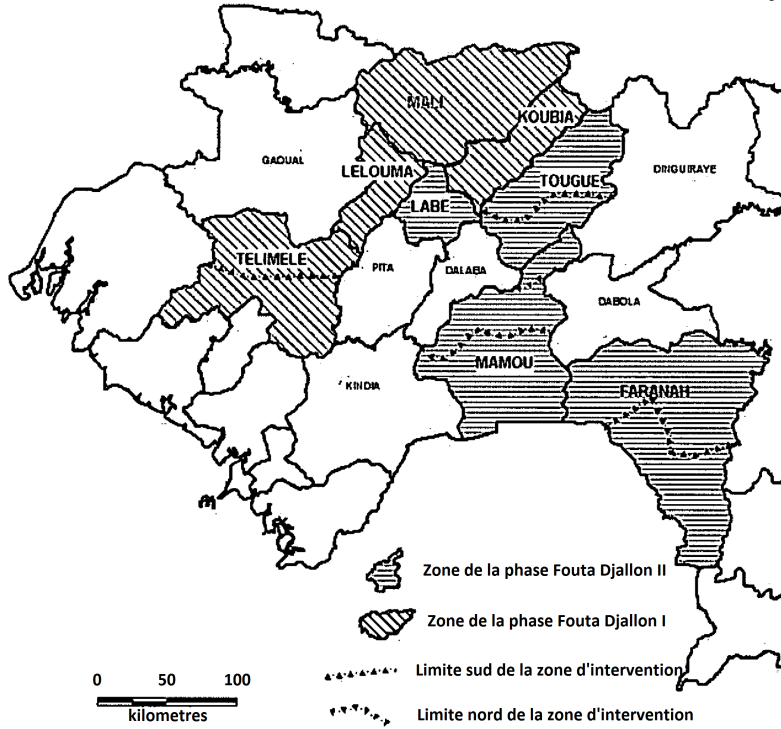 MALI
KOUBIA
GAOUAL
LELOUMA
DINGUIRAYE
TOUGUE
LABE
TELIMELE
PITA
DALABA
DABOLA
MAMOU
KINDIA
FARANAH
Zone de la phase Fouta Djallon II
Zone de la phase Fouta Djallon I
Limite sud de la zone d'intervention
Limite nord de la zone d'intervention
0 50 100
kilometres